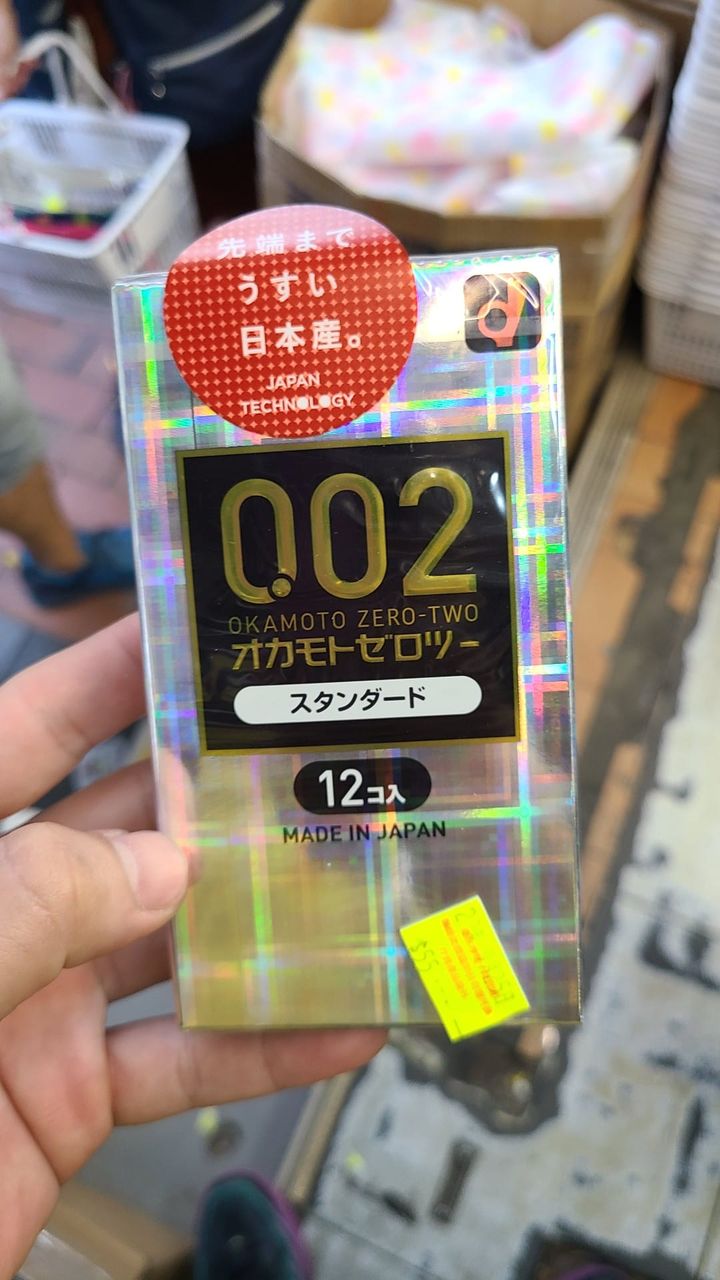 先端まで
うすい
日本産。
JAPAN
TECHNOLOGY
0.02
OKAMOTO ZERO-TWO
オカモトゼロツー
スタンダード
12コ入
MADE IN JAPAN
$55